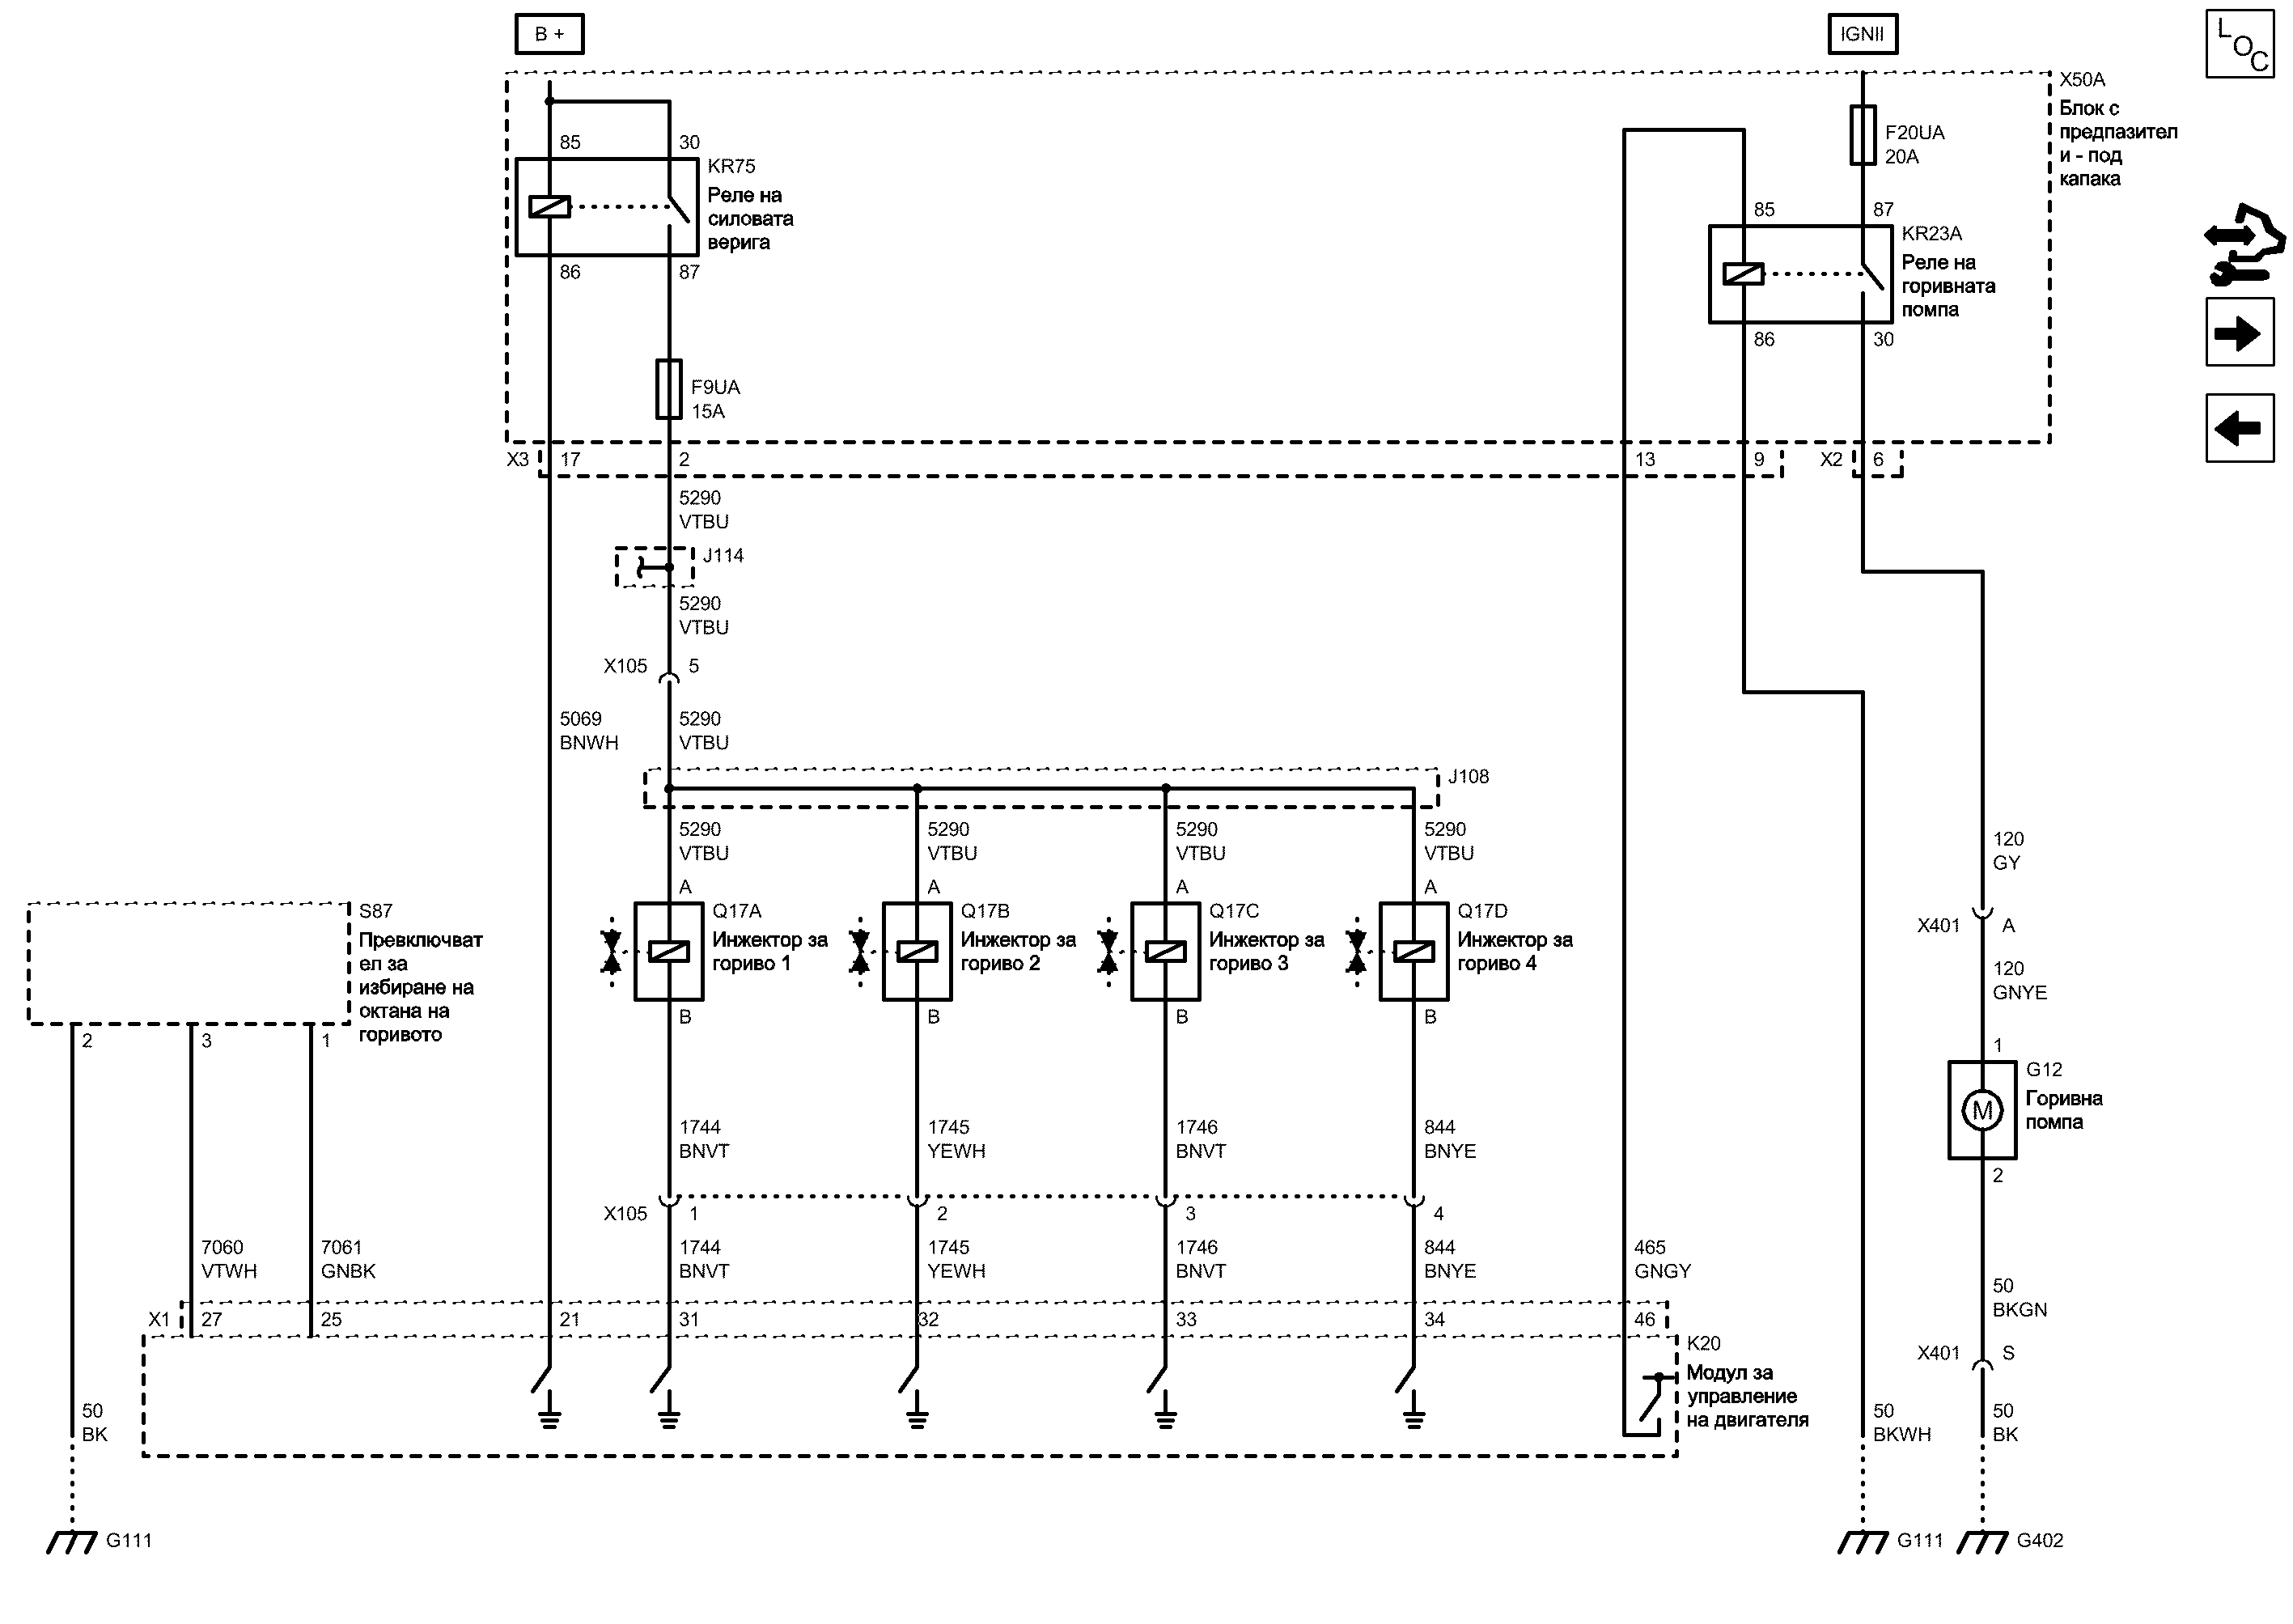 B +
IGNII
L
O
C
X50A
Блок с
предпазител
и - под
капака
85
30
KR75
Реле на
силовата
верига
86
87
F20UA
20A
85
87
KR23A
Реле на
горивната
помпа
86
30
F9UA
15A
X3
17
2
13
9
X2
6
5290
VTBU
J114
5290
VTBU
X105
5
5069
BNWH
5290
VTBU
J108
5290
VTBU
5290
VTBU
5290
VTBU
5290
VTBU
120
GY
A
A
A
A
S87
Превключват
ел за
избиране на
октана на
горивото
Q17A
Инжектор за
гориво 1
Q17B
Инжектор за
гориво 2
Q17C
Инжектор за
гориво 3
Q17D
Инжектор за
гориво 4
X401
A
120
GNYE
B
B
B
B
2
3
1
1
G12
M
Горивна
помпа
2
1744
BNVT
1745
YEWH
1746
BNVT
844
BNYE
X105
1
2
3
4
7060
VTWH
7061
GNBK
1744
BNVT
1745
YEWH
1746
BNVT
844
BNYE
465
GNGY
50
BKGN
X1
27
25
21
31
32
33
34
46
K20
Модул за
управление
на двигателя
X401
S
50
BK
50
BKWH
50
BK
G111
G111
G402